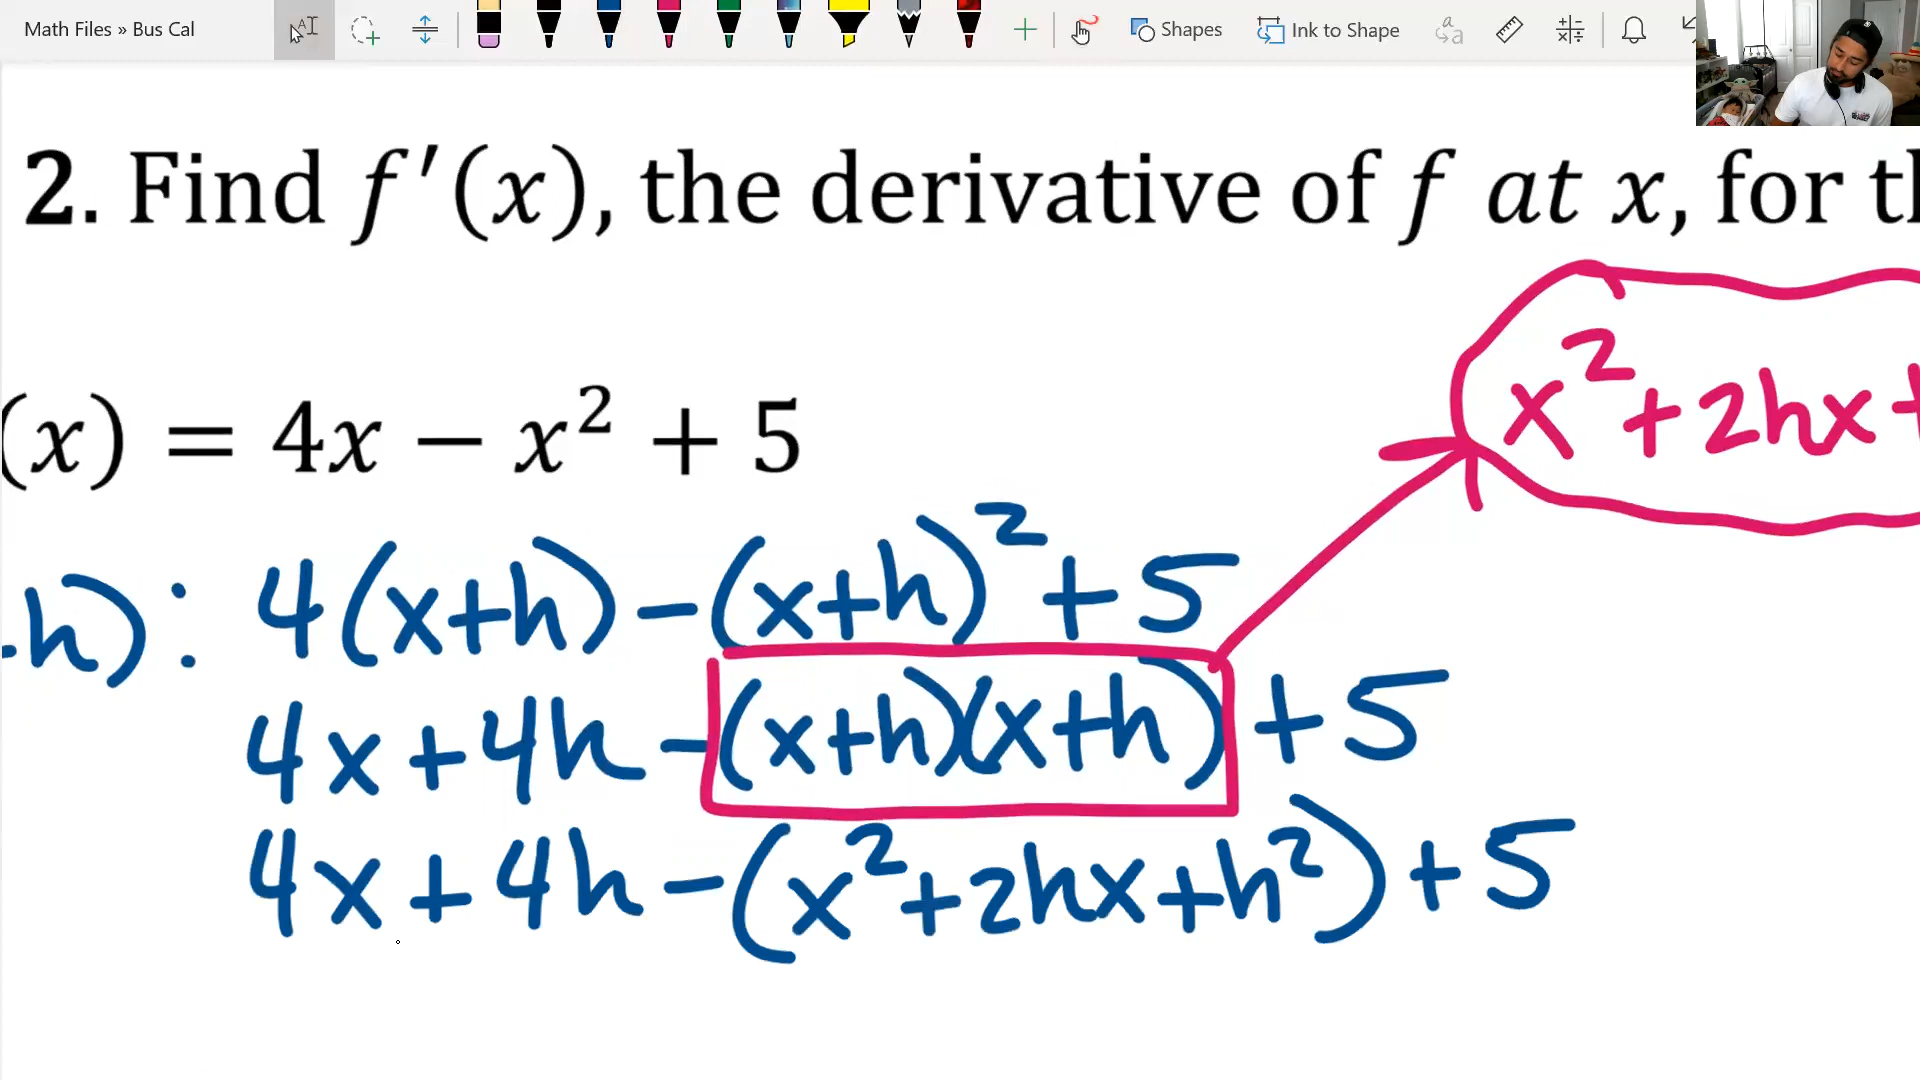 Math Files » Bus Cal
Shapes
Ink to Shape
2. Find f′(x), the derivative of f at x, for
(x) = 4x − x² + 5
x²+2hx+
h): 4(x+h)−(x+h)²+5
4x+4h−(x+h)(x+h)+5
4x+4h−(x²+2hx+h²)+5